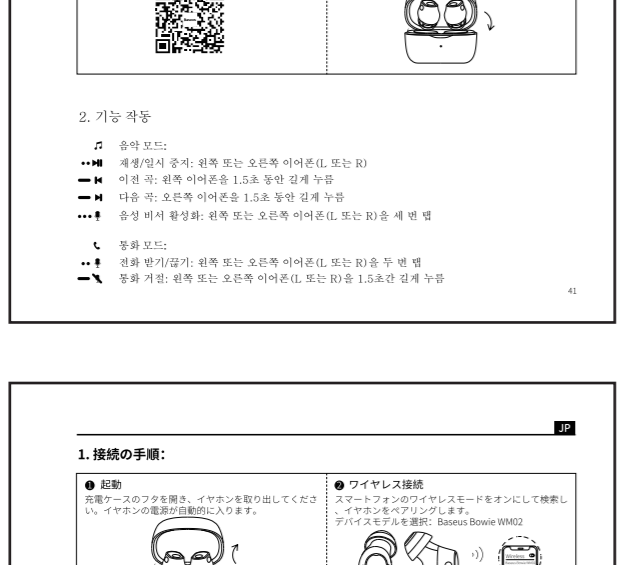 2. 기능 작동
음악 모드:
재생/일시 중지: 왼쪽 또는 오른쪽 이어폰(L 또는 R)
이전 곡: 왼쪽 이어폰을 1.5초 동안 길게 누름
다음 곡: 오른쪽 이어폰을 1.5초 동안 길게 누름
음성 비서 활성화: 왼쪽 또는 오른쪽 이어폰(L 또는 R)을 세 번 탭
통화 모드:
전화 받기/끊기: 왼쪽 또는 오른쪽 이어폰(L 또는 R)을 두 번 탭
통화 거절: 왼쪽 또는 오른쪽 이어폰(L 또는 R)을 1.5초간 길게 누름
41
JP
1. 接続の手順:
❶ 起動
充電ケースのフタを開き、イヤホンを取り出してくださ
い。イヤホンの電源が自動的に入ります。
❷ ワイヤレス接続
スマートフォンのワイヤレスモードをオンにして検索し
、イヤホンをペアリングします。
デバイスモデルを選択: Baseus Bowie WM02
Wireless